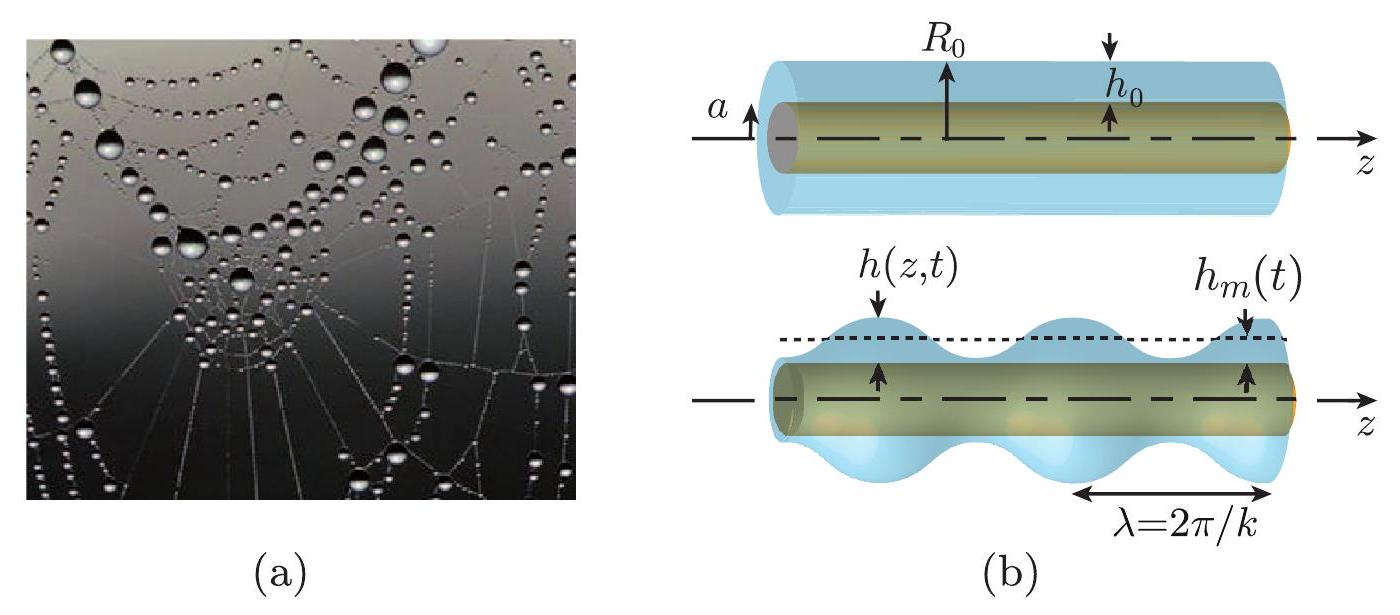 R₀
h₀
a
z
h(z,t)
hₘ(t)
z
λ=2π/k
(a)
(b)